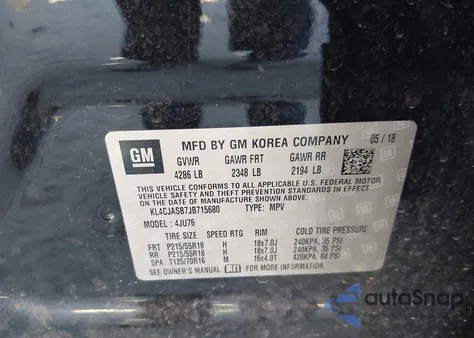 GM
MFD BY GM KOREA COMPANY 05 / 18
GVWR GAWR FRT GAWR RR
4286 LB 2348 LB 2194 LB
THIS VEHICLE CONFORMS TO ALL APPLICABLE U.S. FEDERAL MOTOR
VEHICLE SAFETY, BUMPER, AND THEFT PREVENTION STANDARDS IN
EFFECT ON THE DATE OF MANUFACTURE SHOWN ABOVE.
KL4CJASB7JB715680 TYPE: MPV
MODEL : 4JU76
TIRE SIZE SPEED RTG RIM COLD TIRE PRESSURE
FRT P215/55R18 H 18x7.0J 240KPA, 35 PSI
RR P215/55R18 H 18x7.0J 240KPA, 35 PSI
SPA T125/70R16 M 16x4.0T 420KPA, 60 PSI
SEE OWNER'S MANUAL FOR ADDITIONAL INFORMATION.
autoSnap